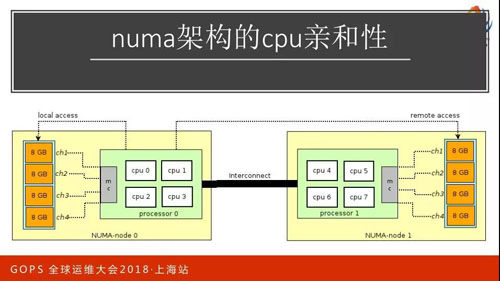 numa架构的cpu亲和性
local access
remote access
8 GB
8 GB
8 GB
8 GB
ch1
ch2
ch3
ch4
mc
cpu 0
cpu 1
cpu 2
cpu 3
processor 0
NUMA-node 0
Interconnect
cpu 4
cpu 5
cpu 6
cpu 7
processor 1
mc
ch1
ch2
ch3
ch4
8 GB
8 GB
8 GB
8 GB
NUMA-node 1
GOPS 全球运维大会2018·上海站